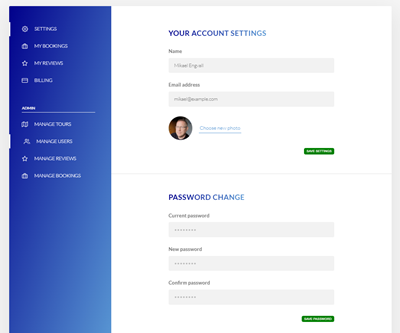 SETTINGS
MY BOOKINGS
MY REVIEWS
BILLING
ADMIN
MANAGE TOURS
MANAGE USERS
MANAGE REVIEWS
MANAGE BOOKINGS
YOUR ACCOUNT SETTINGS
Name
Mikael Engvall
Email address
mikael@example.com
Choose new photo
SAVE SETTINGS
PASSWORD CHANGE
Current password
••••••••
New password
••••••••
Confirm password
••••••••
SAVE PASSWORD